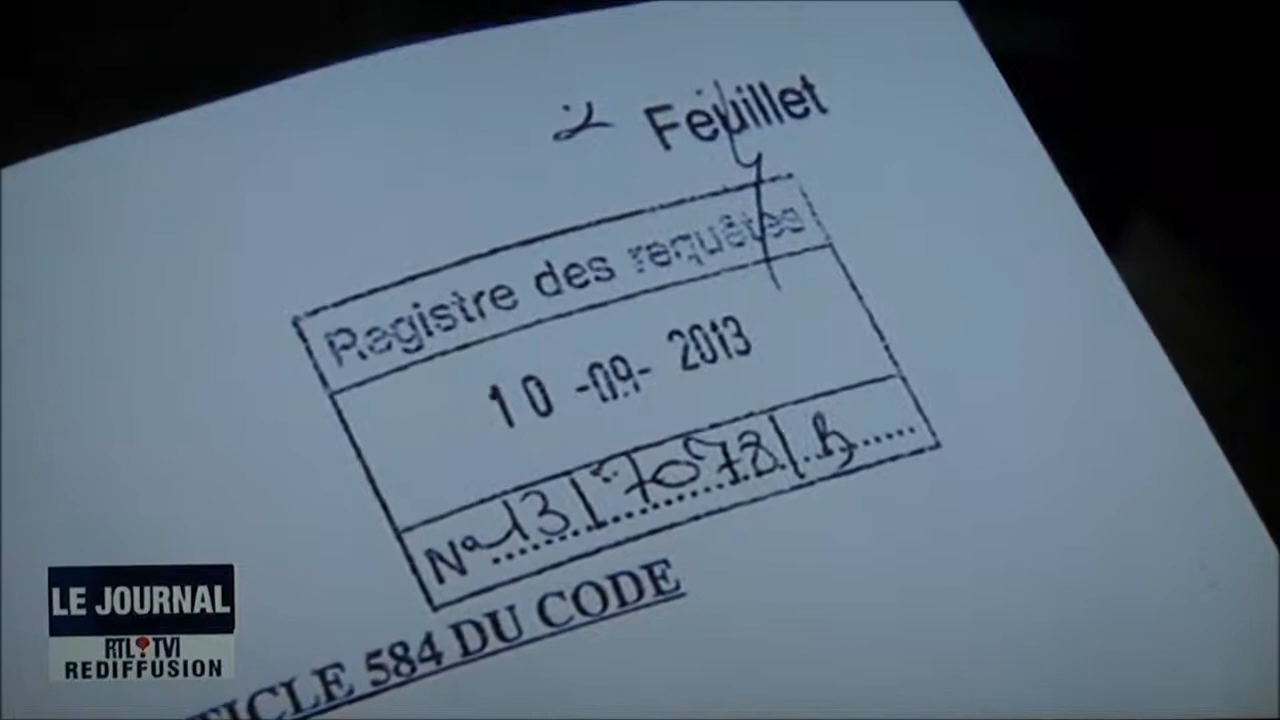 2 Feuillet
Registre des requêtes
10 -09- 2013
N° 13/7078/B
TICLE 584 DU CODE
LE JOURNAL
RTL TVI
REDIFFUSION